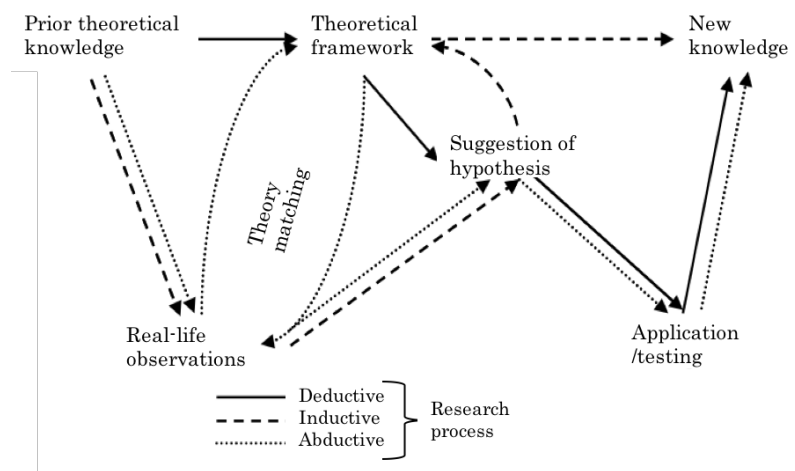 Prior theoretical
knowledge
Theoretical
framework
New
knowledge
Suggestion of
hypothesis
Theory
matching
Real-life
observations
Application
/testing
Deductive
Inductive
Abductive
Research
process